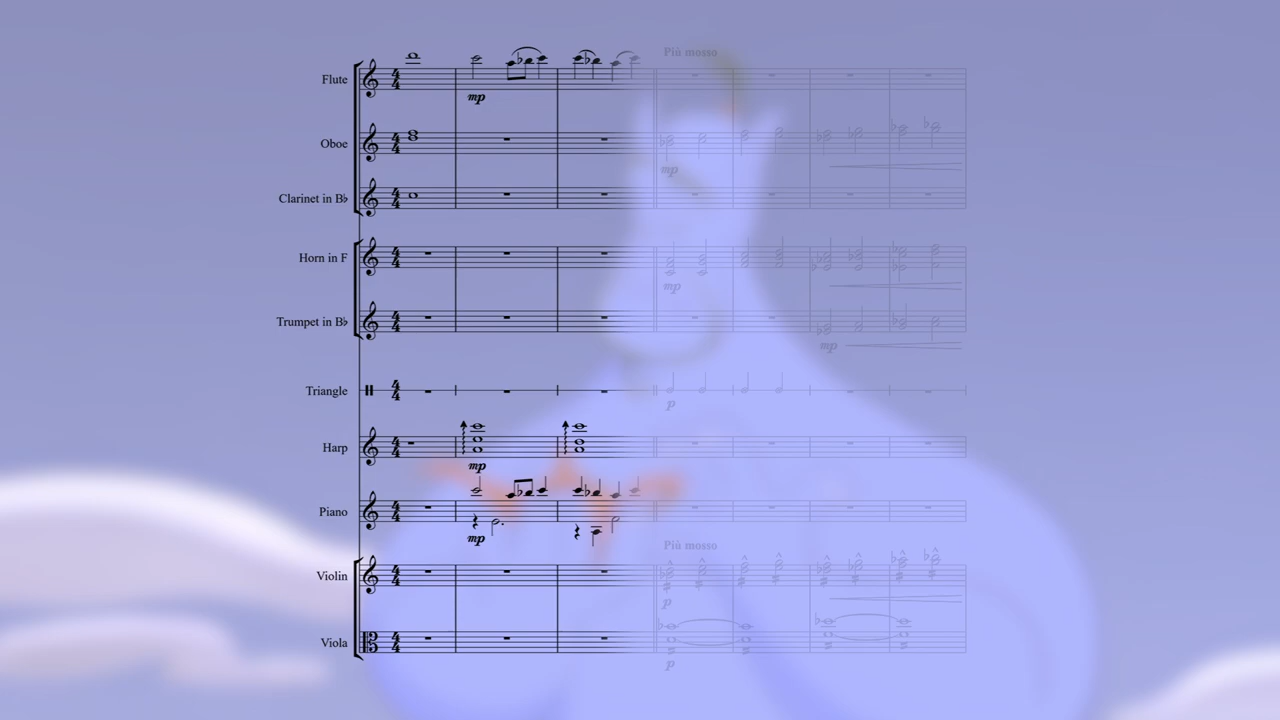 Più mosso
Flute
mp
Oboe
mp
Clarinet in B♭
Horn in F
mp
Trumpet in B♭
mp
Triangle
p
Harp
mp
Piano
mp
Più mosso
Violin
p
Viola
p